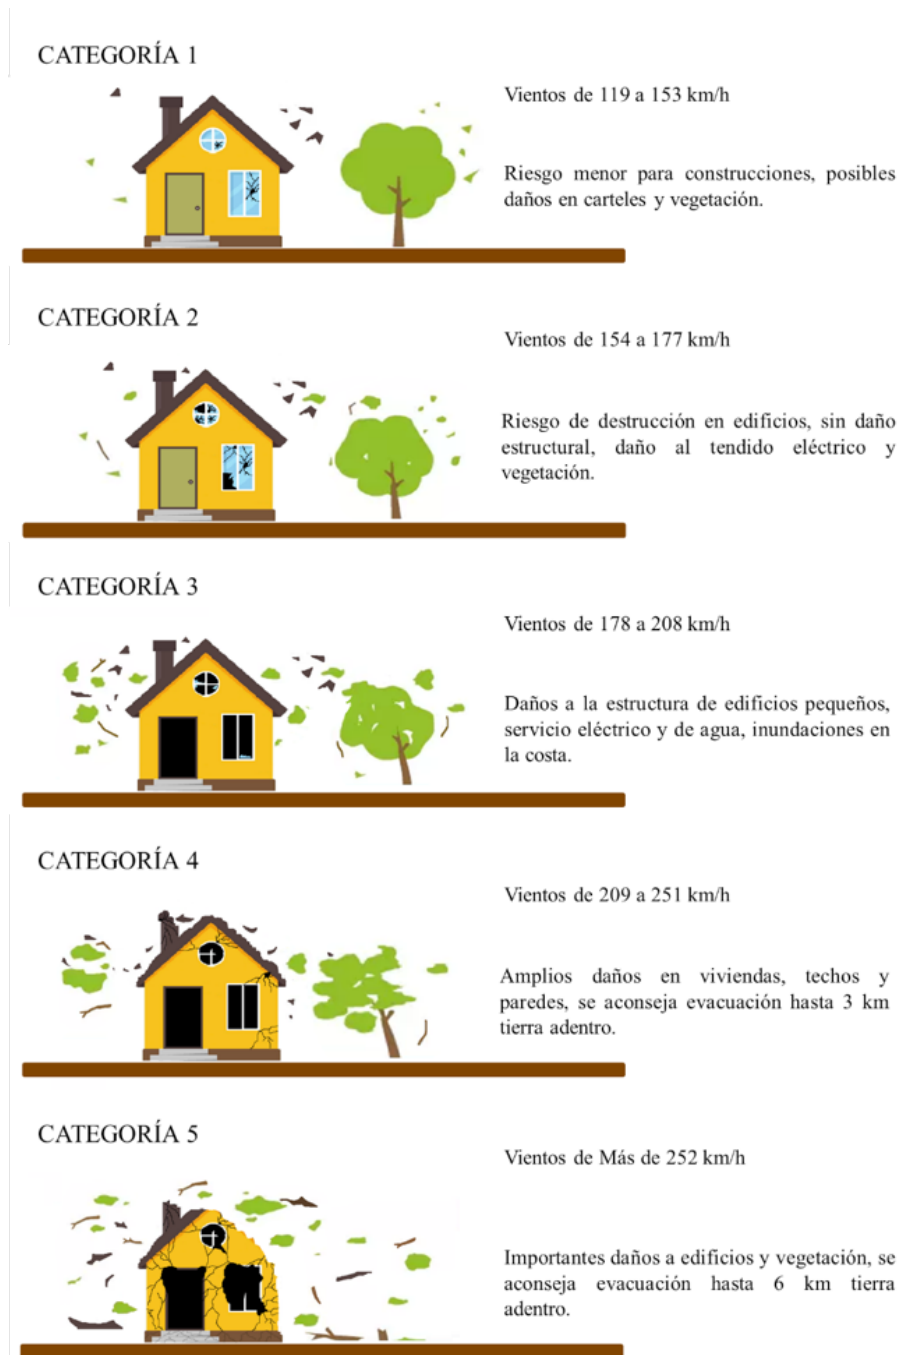 CATEGORÍA 1
Vientos de 119 a 153 km/h
Riesgo menor para construcciones, posibles
daños en carteles y vegetación.
CATEGORÍA 2
Vientos de 154 a 177 km/h
Riesgo de destrucción en edificios, sin daño
estructural, daño al tendido eléctrico y
vegetación.
CATEGORÍA 3
Vientos de 178 a 208 km/h
Daños a la estructura de edificios pequeños,
servicio eléctrico y de agua, inundaciones en
la costa.
CATEGORÍA 4
Vientos de 209 a 251 km/h
Amplios daños en viviendas, techos y
paredes, se aconseja evacuación hasta 3 km
tierra adentro.
CATEGORÍA 5
Vientos de Más de 252 km/h
Importantes daños a edificios y vegetación, se
aconseja evacuación hasta 6 km tierra
adentro.